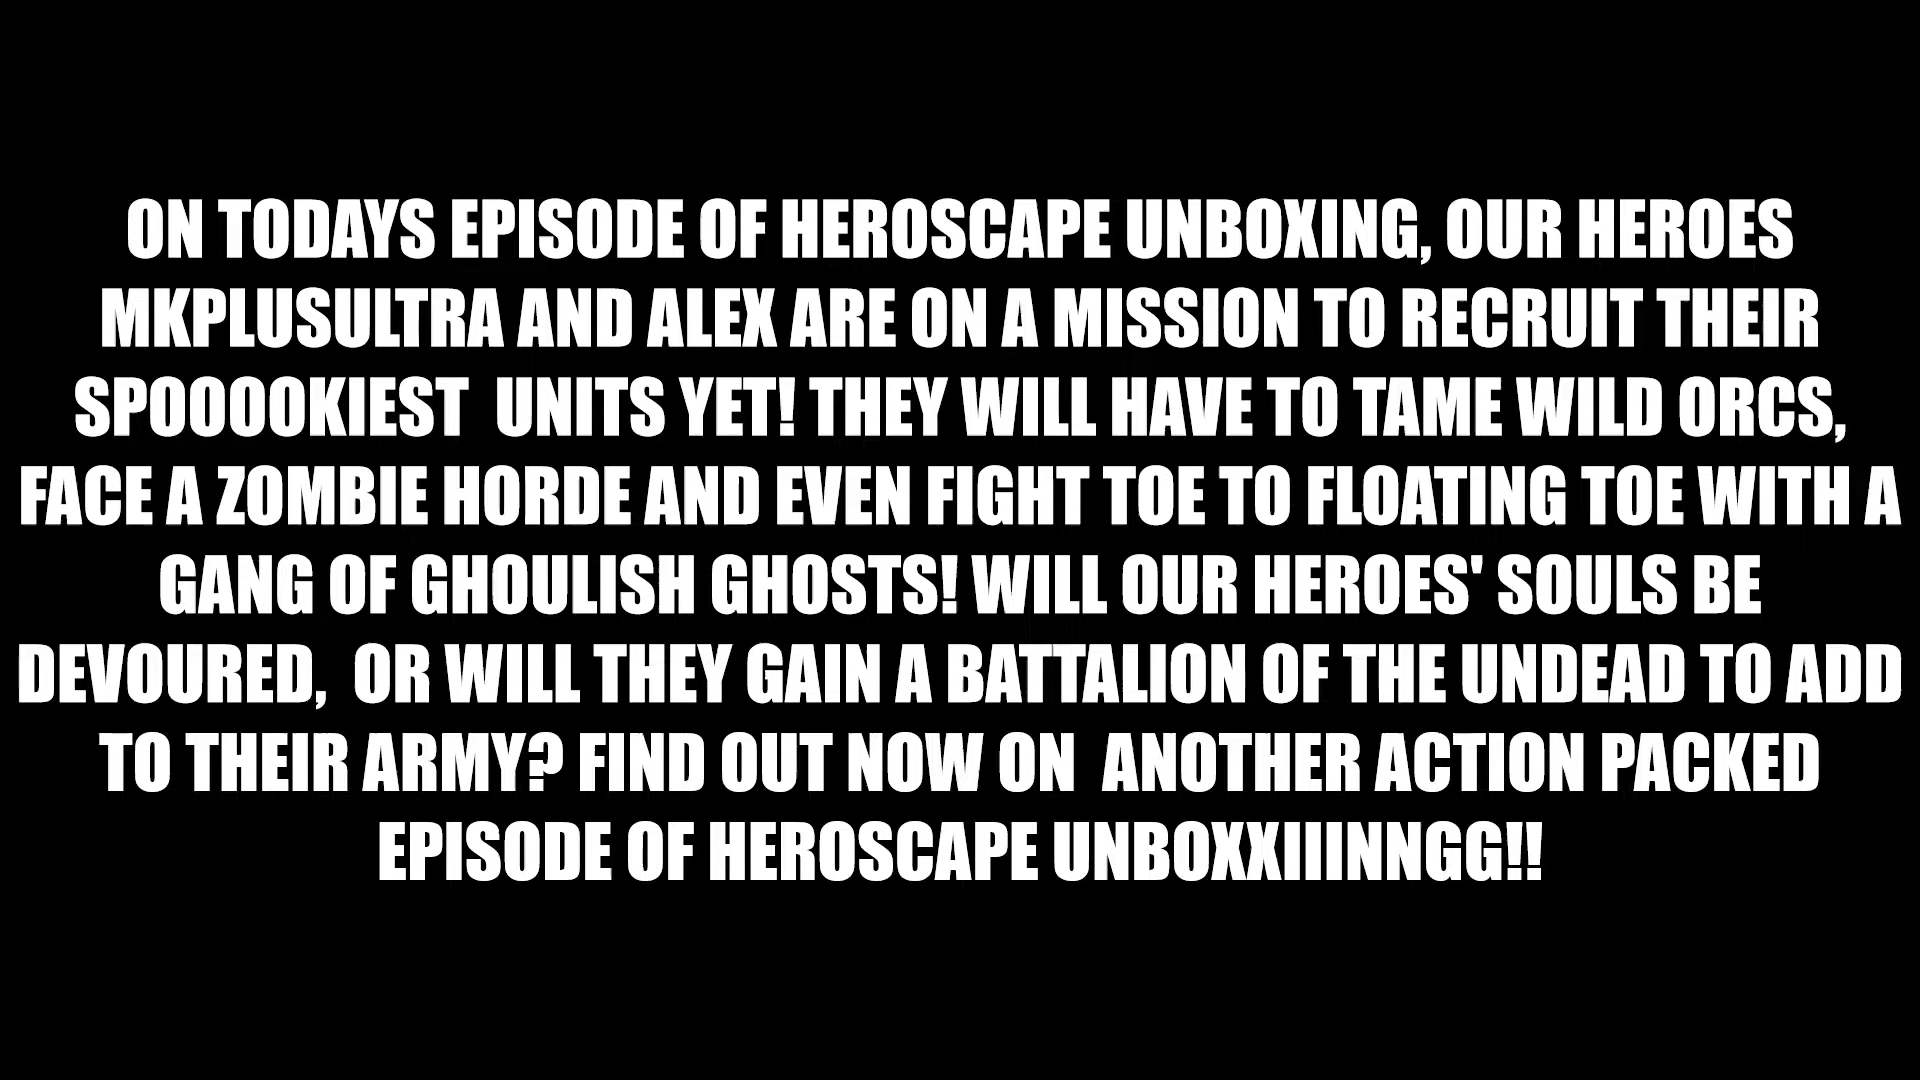 ON TODAYS EPISODE OF HEROSCAPE UNBOXING, OUR HEROES
MKPLUSULTRA AND ALEX ARE ON A MISSION TO RECRUIT THEIR
SPOOOOKIEST  UNITS YET! THEY WILL HAVE TO TAME WILD ORCS,
FACE A ZOMBIE HORDE AND EVEN FIGHT TOE TO FLOATING TOE WITH A
GANG OF GHOULISH GHOSTS! WILL OUR HEROES' SOULS BE
DEVOURED,  OR WILL THEY GAIN A BATTALION OF THE UNDEAD TO ADD
TO THEIR ARMY? FIND OUT NOW ON  ANOTHER ACTION PACKED
EPISODE OF HEROSCAPE UNBOXXIIINNGG!!